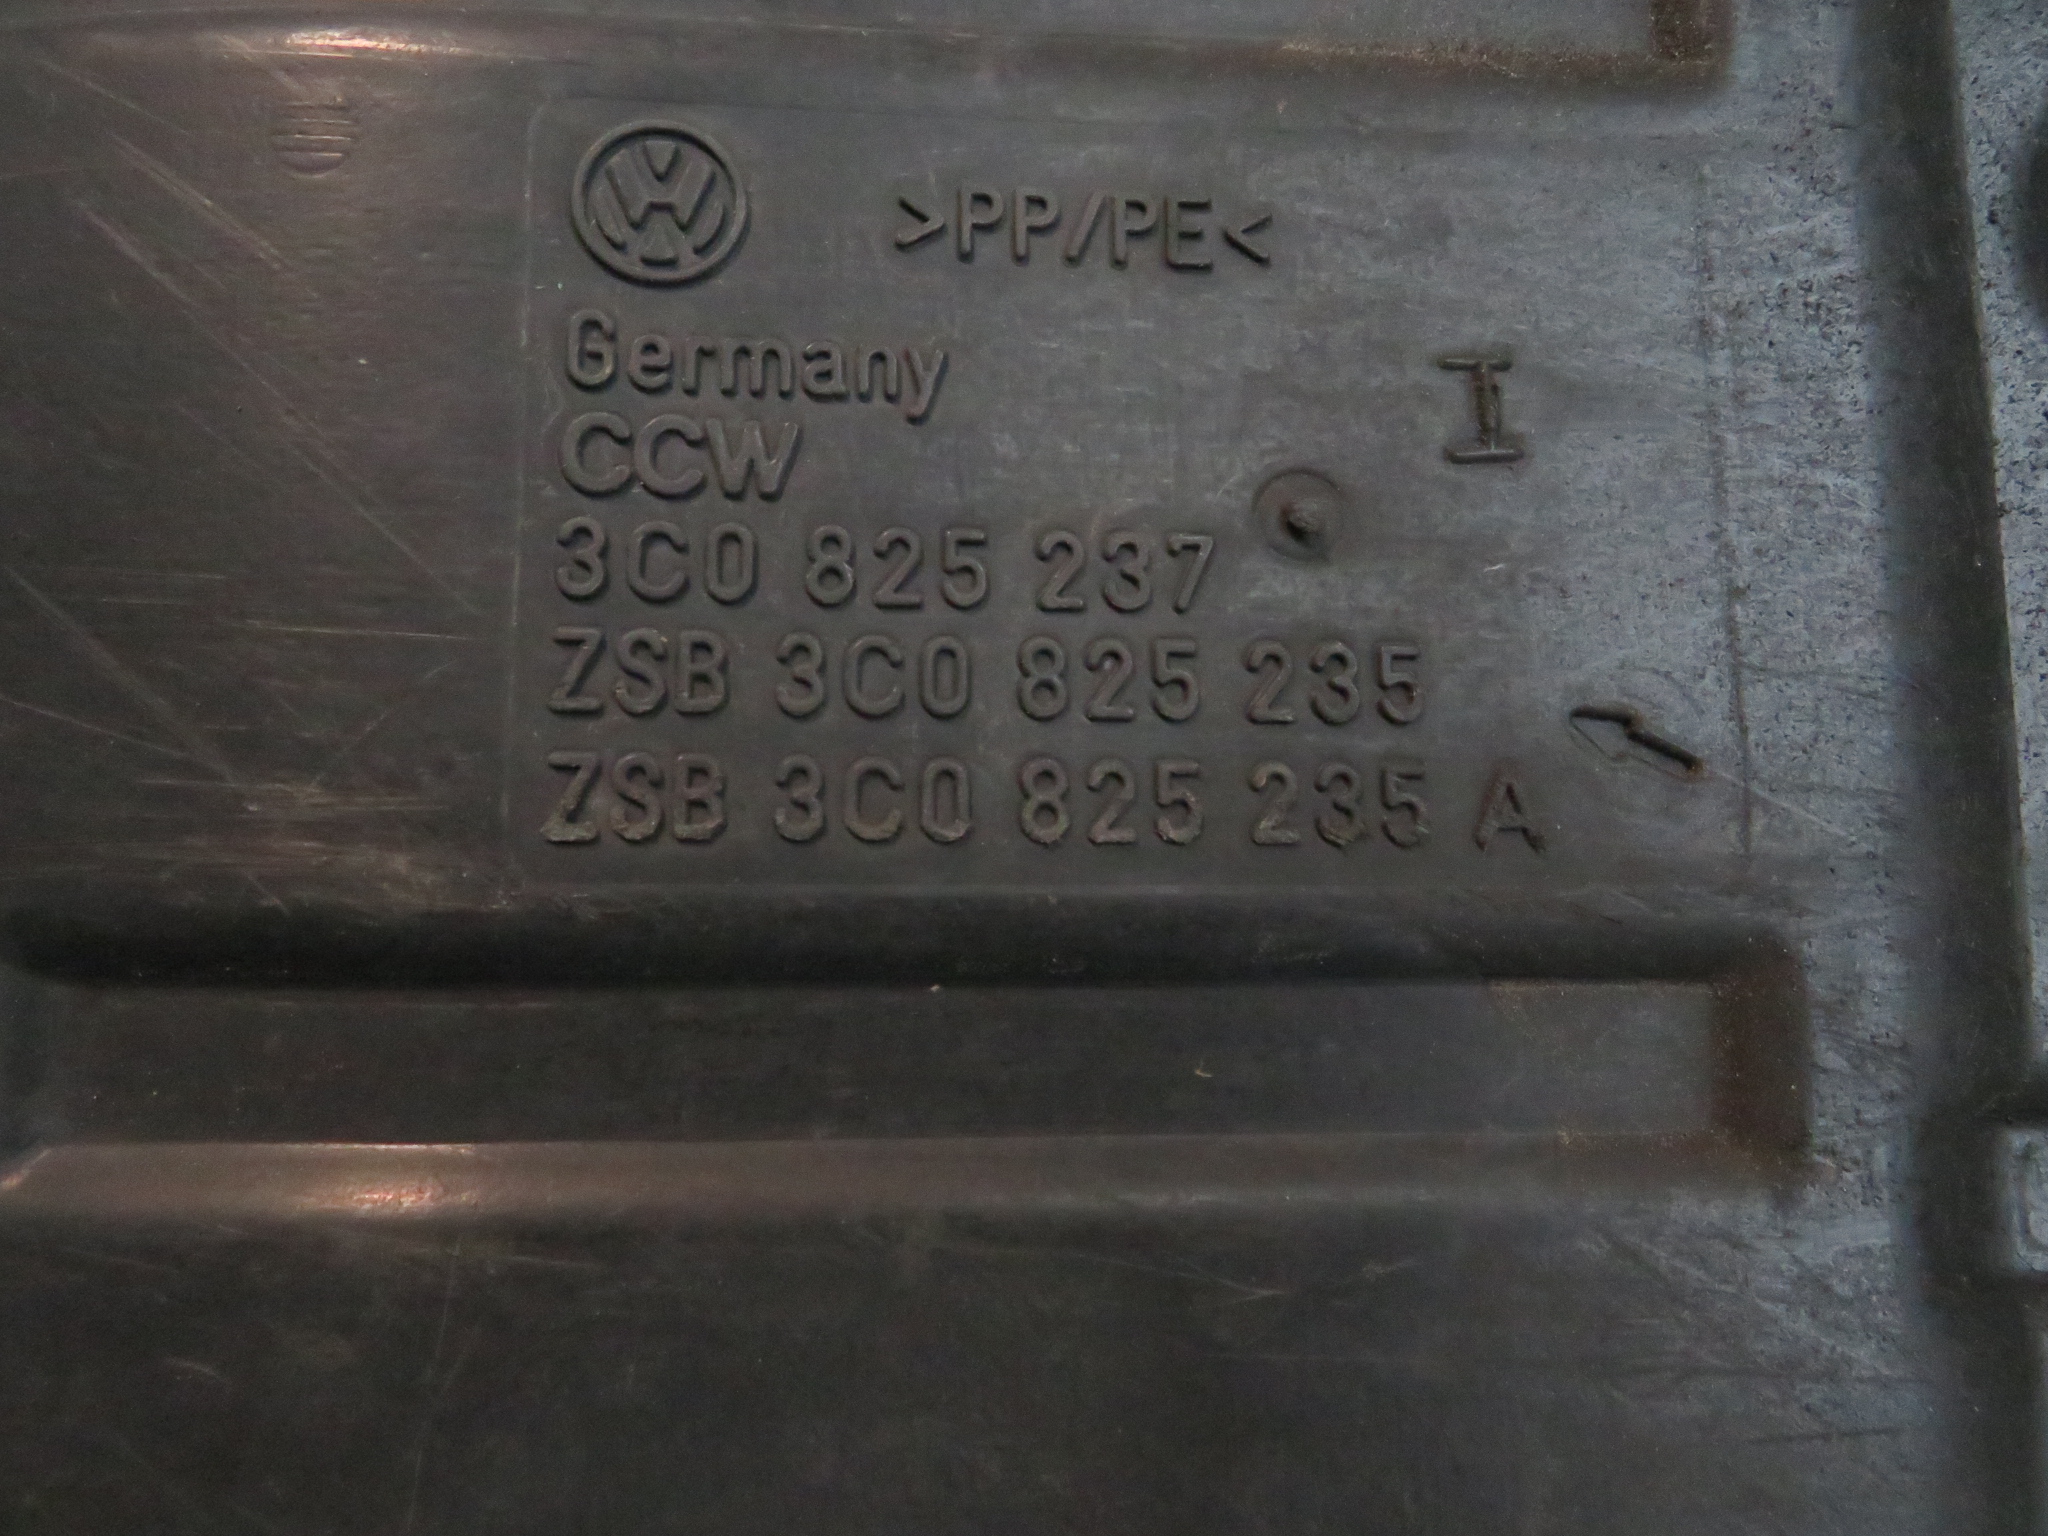 >PP/PE<
Germany
I
CCW
3C0 825 237
ZSB 3C0 825 235
ZSB 3C0 825 235 A